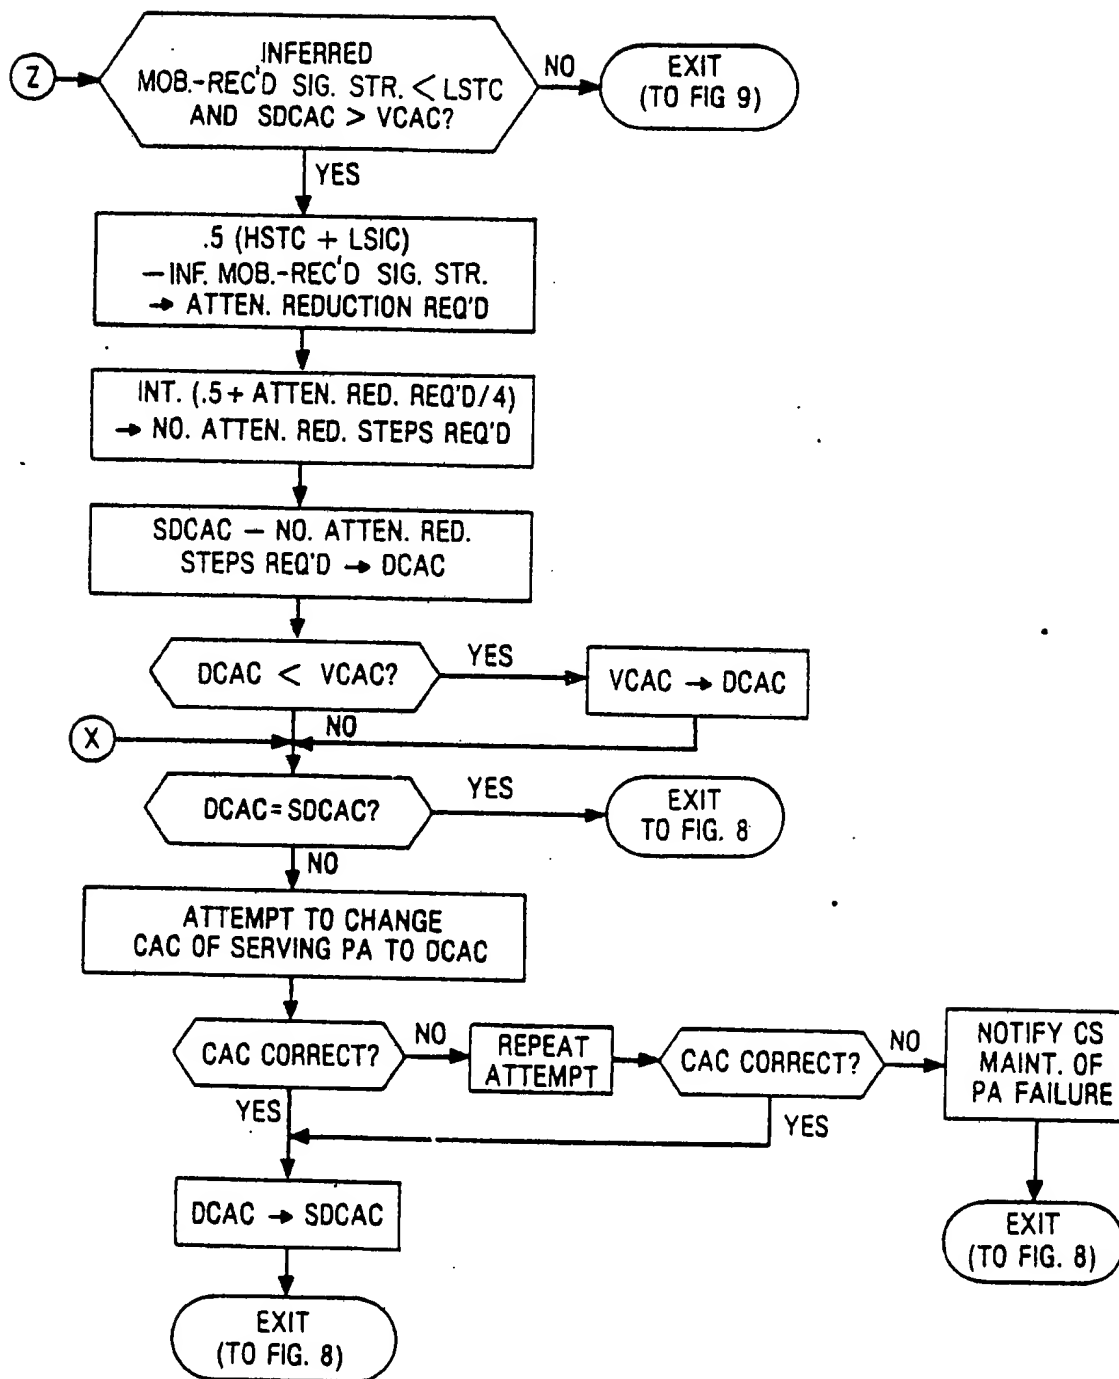 INFERRED
MOB.-REC'D SIG. STR. < LSTC
AND SDCAC > VCAC?
Z
NO
EXIT
(TO FIG 9)
YES
.5 (HSTC + LSIC)
—INF. MOB.-REC'D SIG. STR.
→ ATTEN. REDUCTION REQ'D
INT. (.5+ ATTEN. RED. REQ'D/4)
→ NO. ATTEN. RED. STEPS REQ'D
SDCAC — NO. ATTEN. RED.
STEPS REQ'D → DCAC
DCAC < VCAC?
YES
VCAC → DCAC
NO
X
DCAC=SDCAC?
YES
EXIT
TO FIG. 8
NO
ATTEMPT TO CHANGE
CAC OF SERVING PA TO DCAC
CAC CORRECT?
NO
REPEAT
ATTEMPT
CAC CORRECT?
NO
NOTIFY CS
MAINT. OF
PA FAILURE
YES
YES
DCAC → SDCAC
EXIT
(TO FIG. 8)
EXIT
(TO FIG. 8)